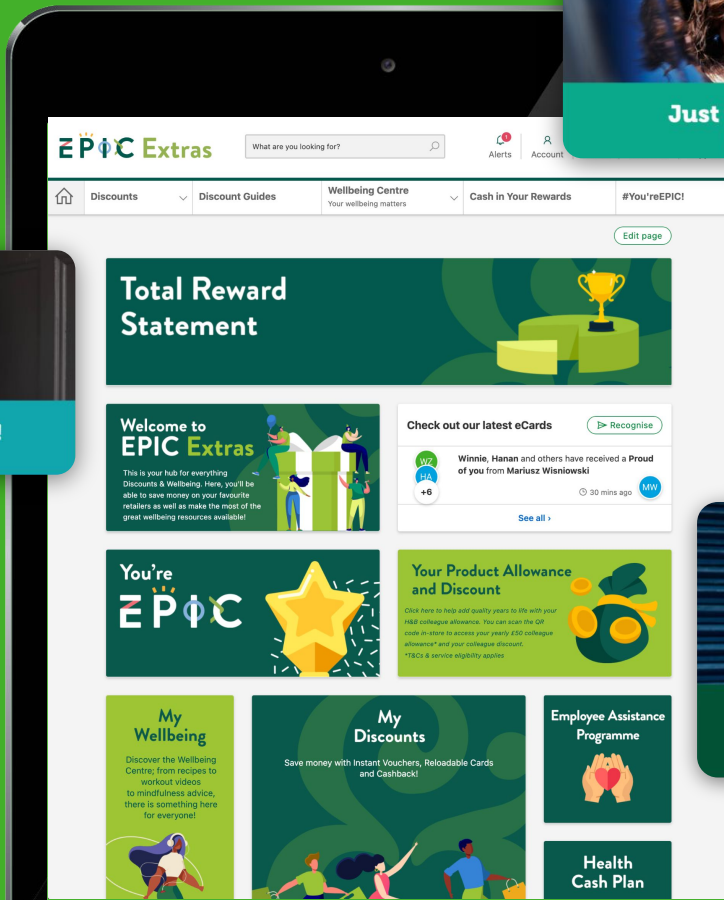 Just
EPIC Extras
What are you looking for?
1
Alerts
Account
Discounts
Discount Guides
Wellbeing Centre
Your wellbeing matters
Cash in Your Rewards
#You'reEPIC!
Edit page
Total Reward
Statement
!
Welcome to
EPIC Extras
This is your hub for everything
Discounts & Wellbeing. Here, you'll be
able to save money on your favourite
retailers as well as make the most of the
great wellbeing resources available!
Check out our latest eCards
Recognise
WZ
HA
+6
Winnie, Hanan and others have received a Proud
of you from Mariusz Wisniowski
30 mins ago
MW
See all ›
You're
EPIC
Your Product Allowance
and Discount
Click here to help add quality years to life with your
H&B colleague allowance. You can scan the QR
code in-store to access your yearly £50 colleague
allowance* and your colleague discount.
*T&Cs & service eligibility applies
My
Wellbeing
Discover the Wellbeing
Centre; from recipes to
workout videos
to mindfulness advice,
there is something here
for everyone!
My
Discounts
Save money with Instant Vouchers, Reloadable Cards
and Cashback!
Employee Assistance
Programme
Health
Cash Plan